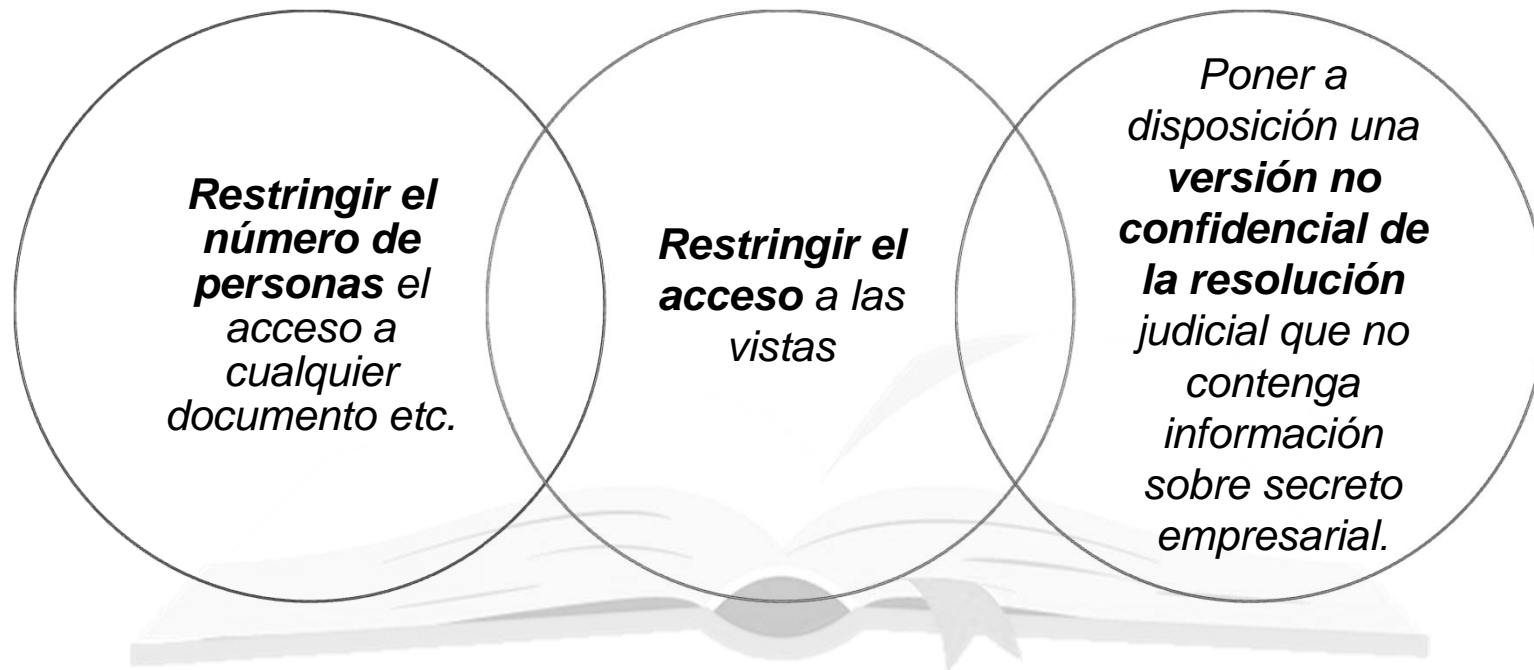 Restringir el
número de
personas el
acceso a
cualquier
documento etc.
Restringir el
acceso a las
vistas
Poner a
disposición una
versión no
confidencial de
la resolución
judicial que no
contenga
información
sobre secreto
empresarial.